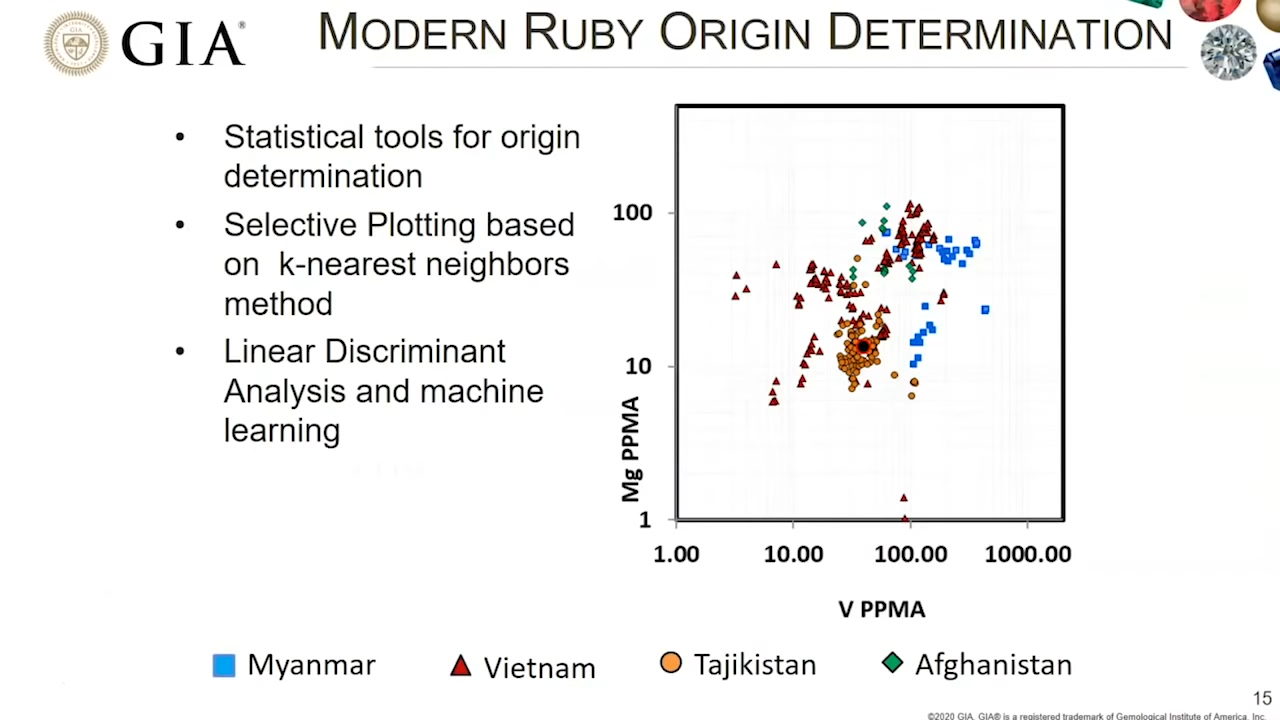 GIA®
MODERN RUBY ORIGIN DETERMINATION
• Statistical tools for origin
determination
• Selective Plotting based
on k-nearest neighbors
method
• Linear Discriminant
Analysis and machine
learning
100
10
1
Mg PPMA
1.00 10.00 100.00 1000.00
V PPMA
Myanmar Vietnam Tajikistan Afghanistan
15
©2020 GIA. GIA® is a registered trademark of Gemological Institute of America, Inc.